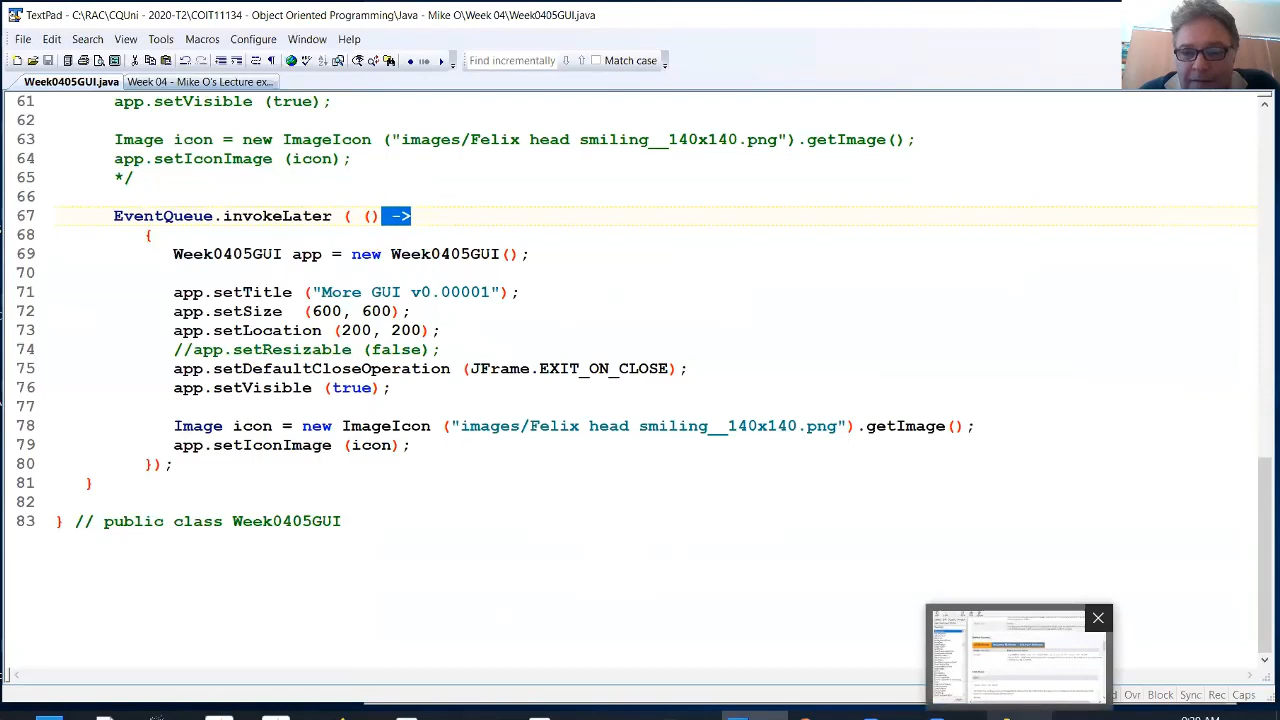 TextPad - C:\RAC\CQUni - 2020-T2\COIT11134 - Object Oriented Programming\Java - Mike O\Week 04\Week0405GUI.java
File Edit Search View Tools Macros Configure Window Help
Find incrementally Match case
Week0405GUI.java Week 04 - Mike O's Lecture ex...
61 app.setVisible (true);
62
63 Image icon = new ImageIcon ("images/Felix head smiling__140x140.png").getImage();
64 app.setIconImage (icon);
65 */
66
67 EventQueue.invokeLater ( () ->
68 {
69 Week0405GUI app = new Week0405GUI();
70
71 app.setTitle ("More GUI v0.00001");
72 app.setSize (600, 600);
73 app.setLocation (200, 200);
74 //app.setResizable (false);
75 app.setDefaultCloseOperation (JFrame.EXIT_ON_CLOSE);
76 app.setVisible (true);
77
78 Image icon = new ImageIcon ("images/Felix head smiling__140x140.png").getImage();
79 app.setIconImage (icon);
80 });
81 }
82
83 } // public class Week0405GUI
Block Sync Rec Caps